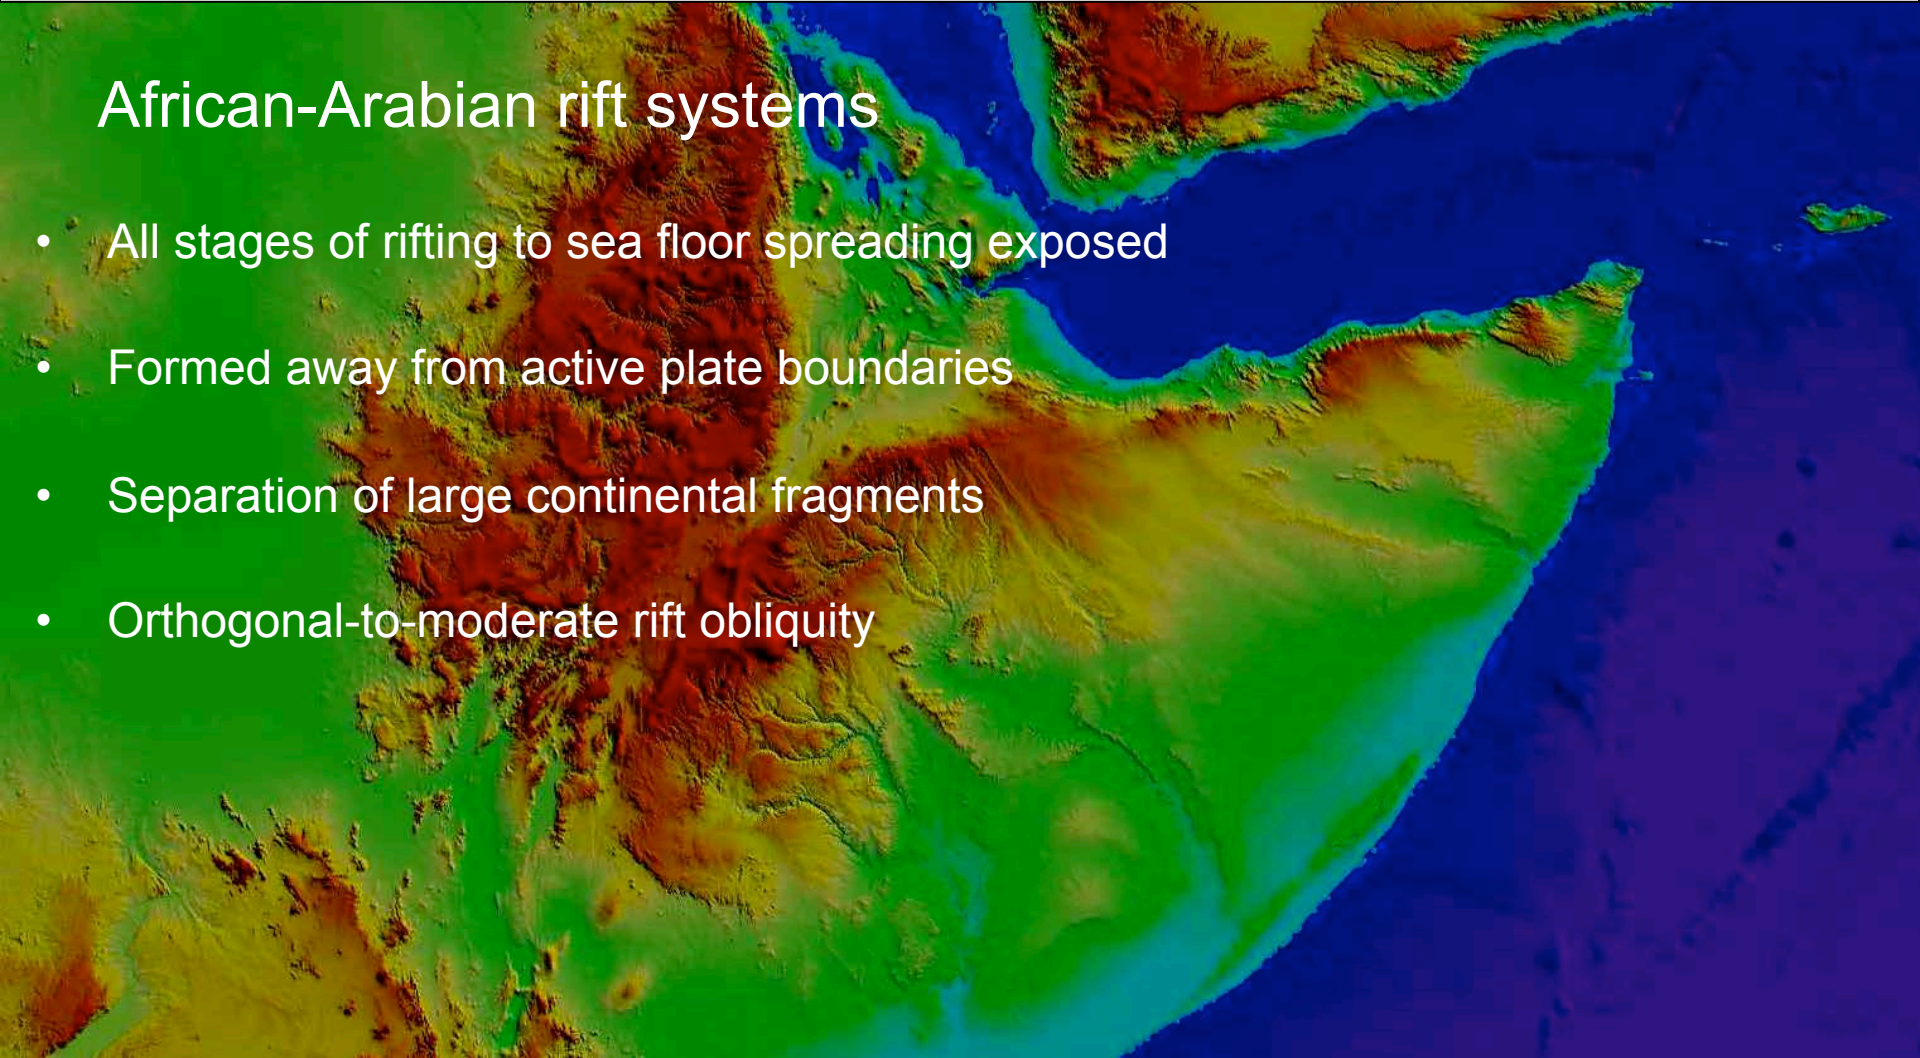 African-Arabian rift systems
• All stages of rifting to sea floor spreading exposed
• Formed away from active plate boundaries
• Separation of large continental fragments
• Orthogonal-to-moderate rift obliquity